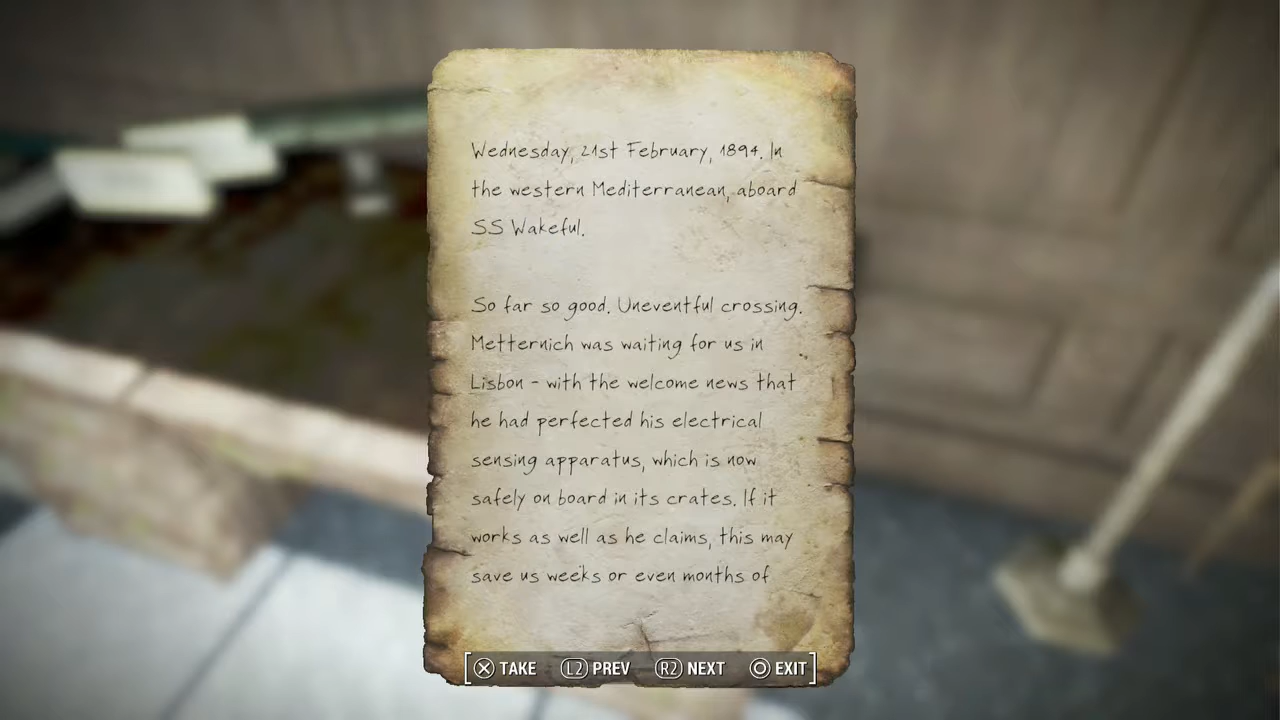 Wednesday, 21st February, 1894. In
the western Mediterranean, aboard
SS Wakeful.
So far so good. Uneventful crossing.
Metternich was waiting for us in
Lisbon - with the welcome news that
he had perfected his electrical
sensing apparatus, which is now
safely on board in its crates. If it
works as well as he claims, this may
save us weeks or even months of
TAKE L2 PREV R2 NEXT EXIT